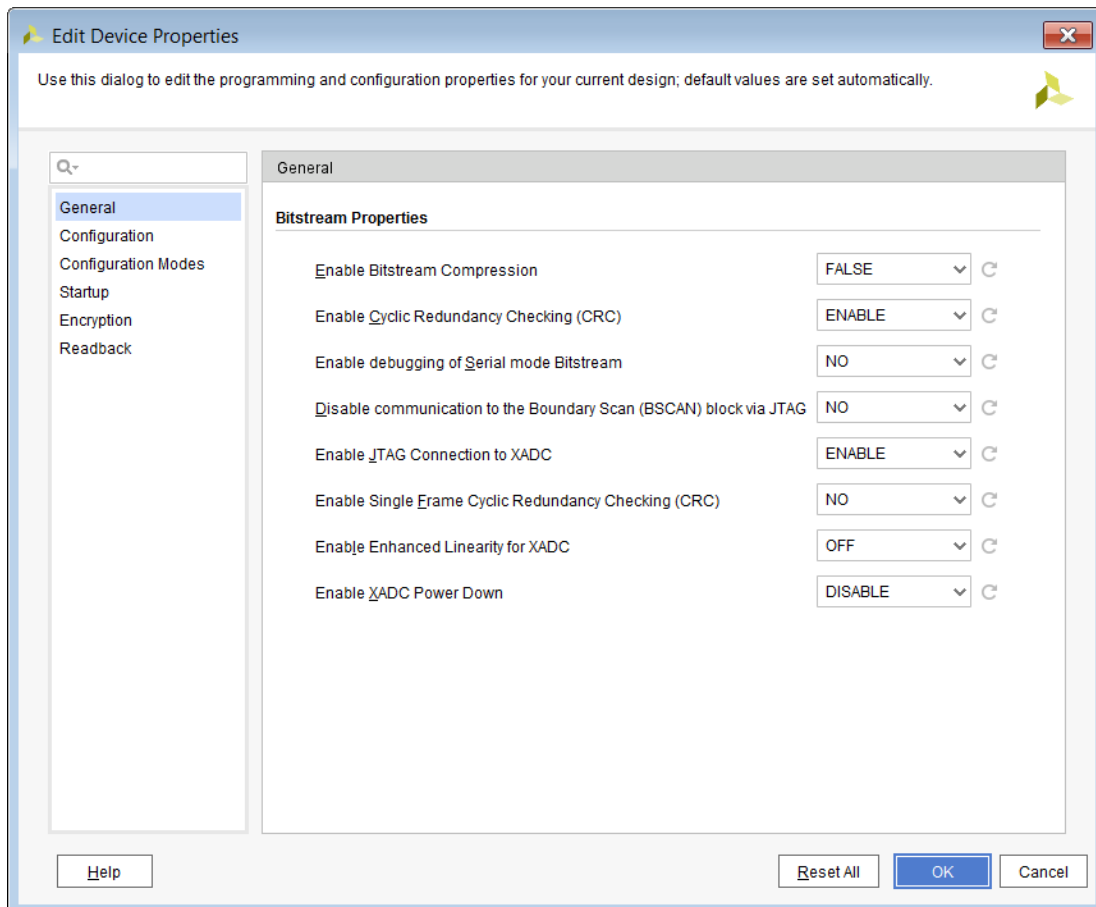 Edit Device Properties
Use this dialog to edit the programming and configuration properties for your current design; default values are set automatically.
General
Configuration
Configuration Modes
Startup
Encryption
Readback
General
Bitstream Properties
Enable Bitstream Compression FALSE
Enable Cyclic Redundancy Checking (CRC) ENABLE
Enable debugging of Serial mode Bitstream NO
Disable communication to the Boundary Scan (BSCAN) block via JTAG NO
Enable JTAG Connection to XADC ENABLE
Enable Single Frame Cyclic Redundancy Checking (CRC) NO
Enable Enhanced Linearity for XADC OFF
Enable XADC Power Down DISABLE
Help Reset All OK Cancel